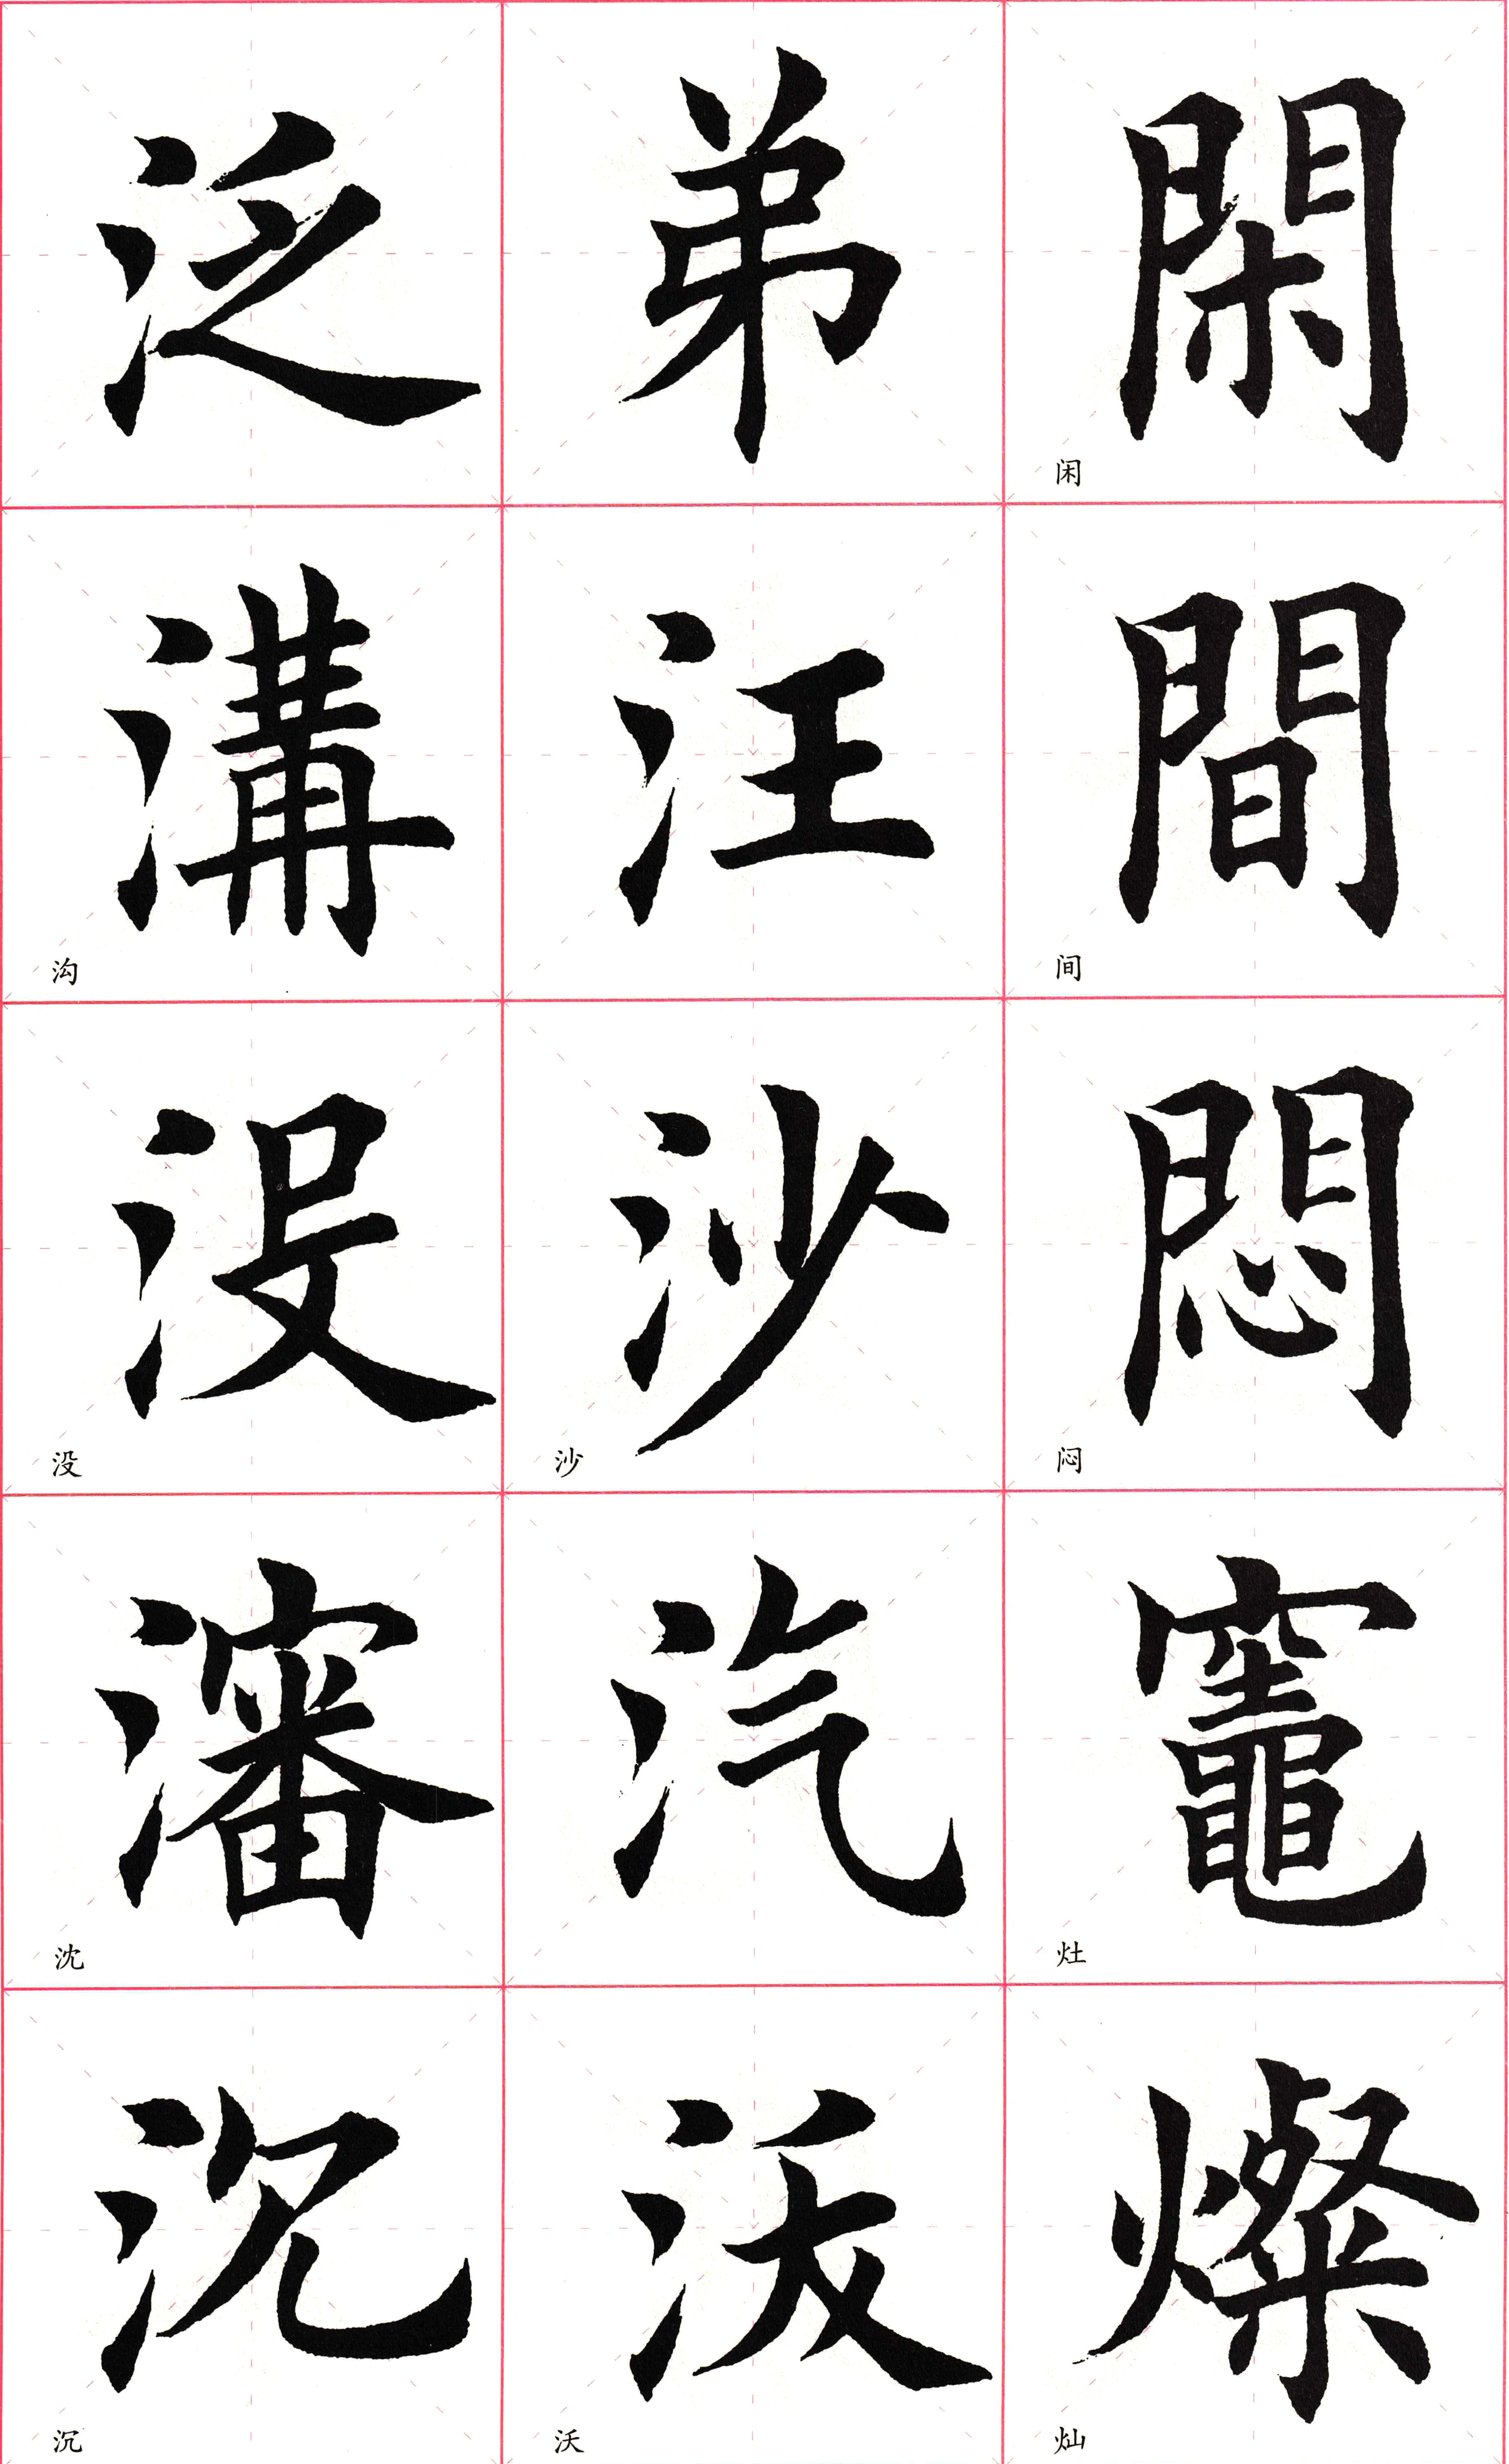 閑
闲
間
间
悶
闷
竈
灶
燦
灿
弟
汪
沙
沙
汽
沃
沃
泛
溝
沟
没
没
瀋
沈
沉
沉